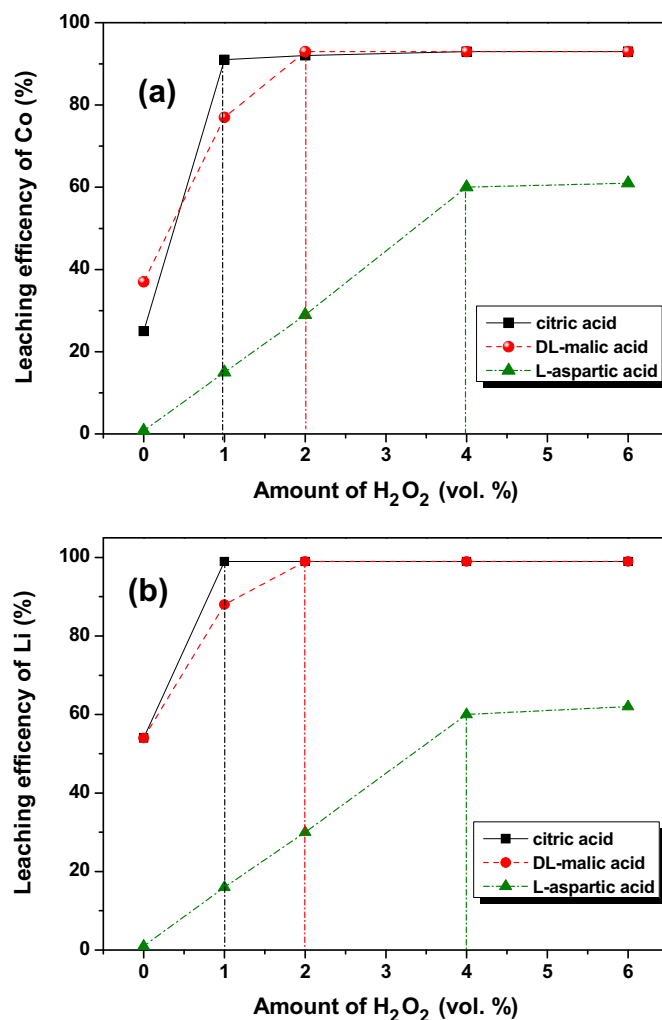 100
80
60
40
20
0
Leaching efficency of Co (%)
(a)
citric acid
DL-malic acid
L-aspartic acid
0 1 2 3 4 5 6
Amount of H₂O₂ (vol. %)
100
80
60
40
20
0
Leaching efficency of Li (%)
(b)
citric acid
DL-malic acid
L-aspartic acid
0 1 2 3 4 5 6
Amount of H₂O₂ (vol. %)